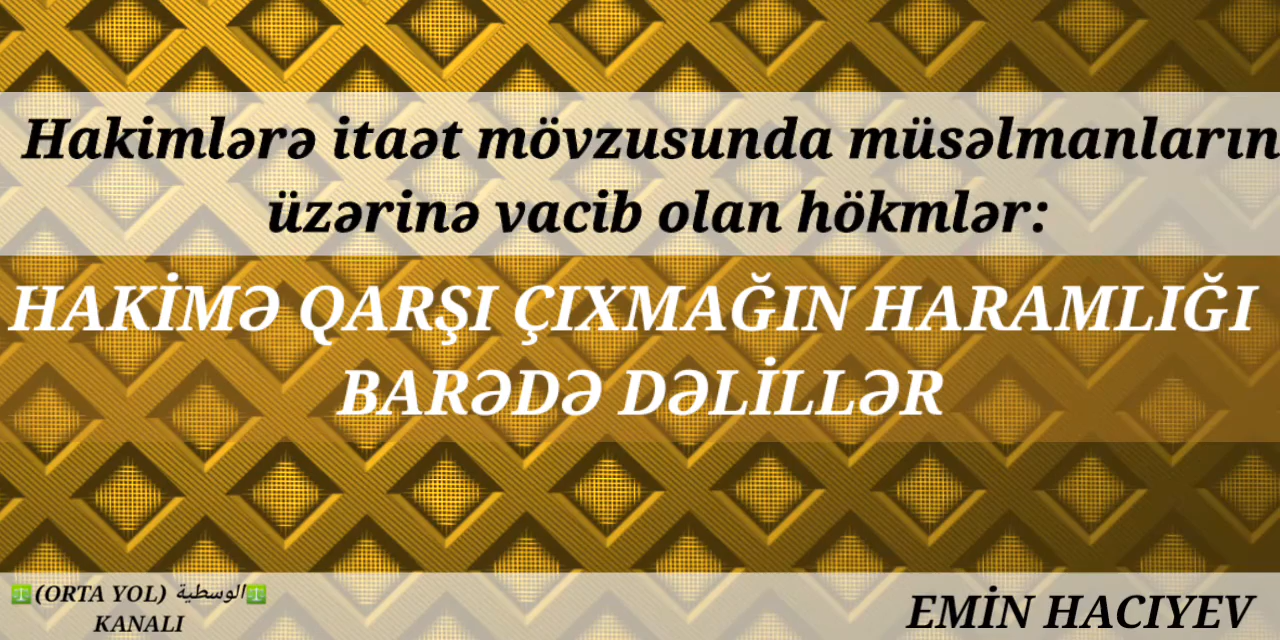 Hakimlərə itaət mövzusunda müsəlmanların
üzərinə vacib olan hökmlər:
HAKİMƏ QARŞI ÇIXMAĞIN HARAMLIĞI
BARƏDƏ DƏLİLLƏR
(ORTA YOL) الوسطية
KANALI
EMİN HACIYEV